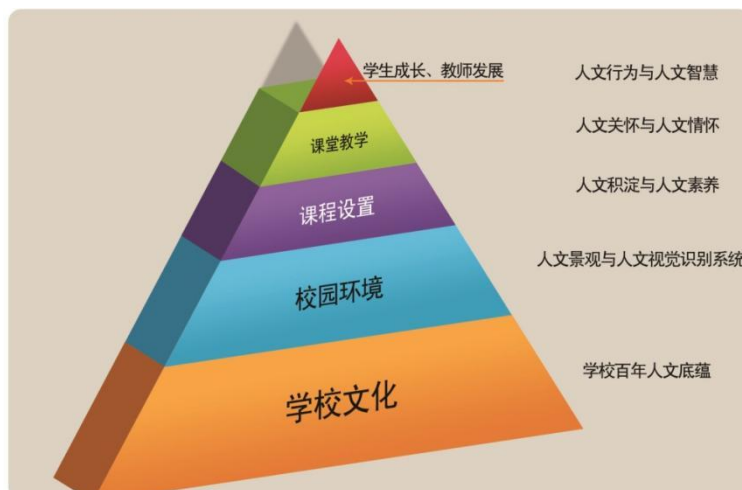 学生成长、教师发展
人文行为与人文智慧
课堂教学
人文关怀与人文情怀
课程设置
人文积淀与人文素养
校园环境
人文景观与人文视觉识别系统
学校文化
学校百年人文底蕴